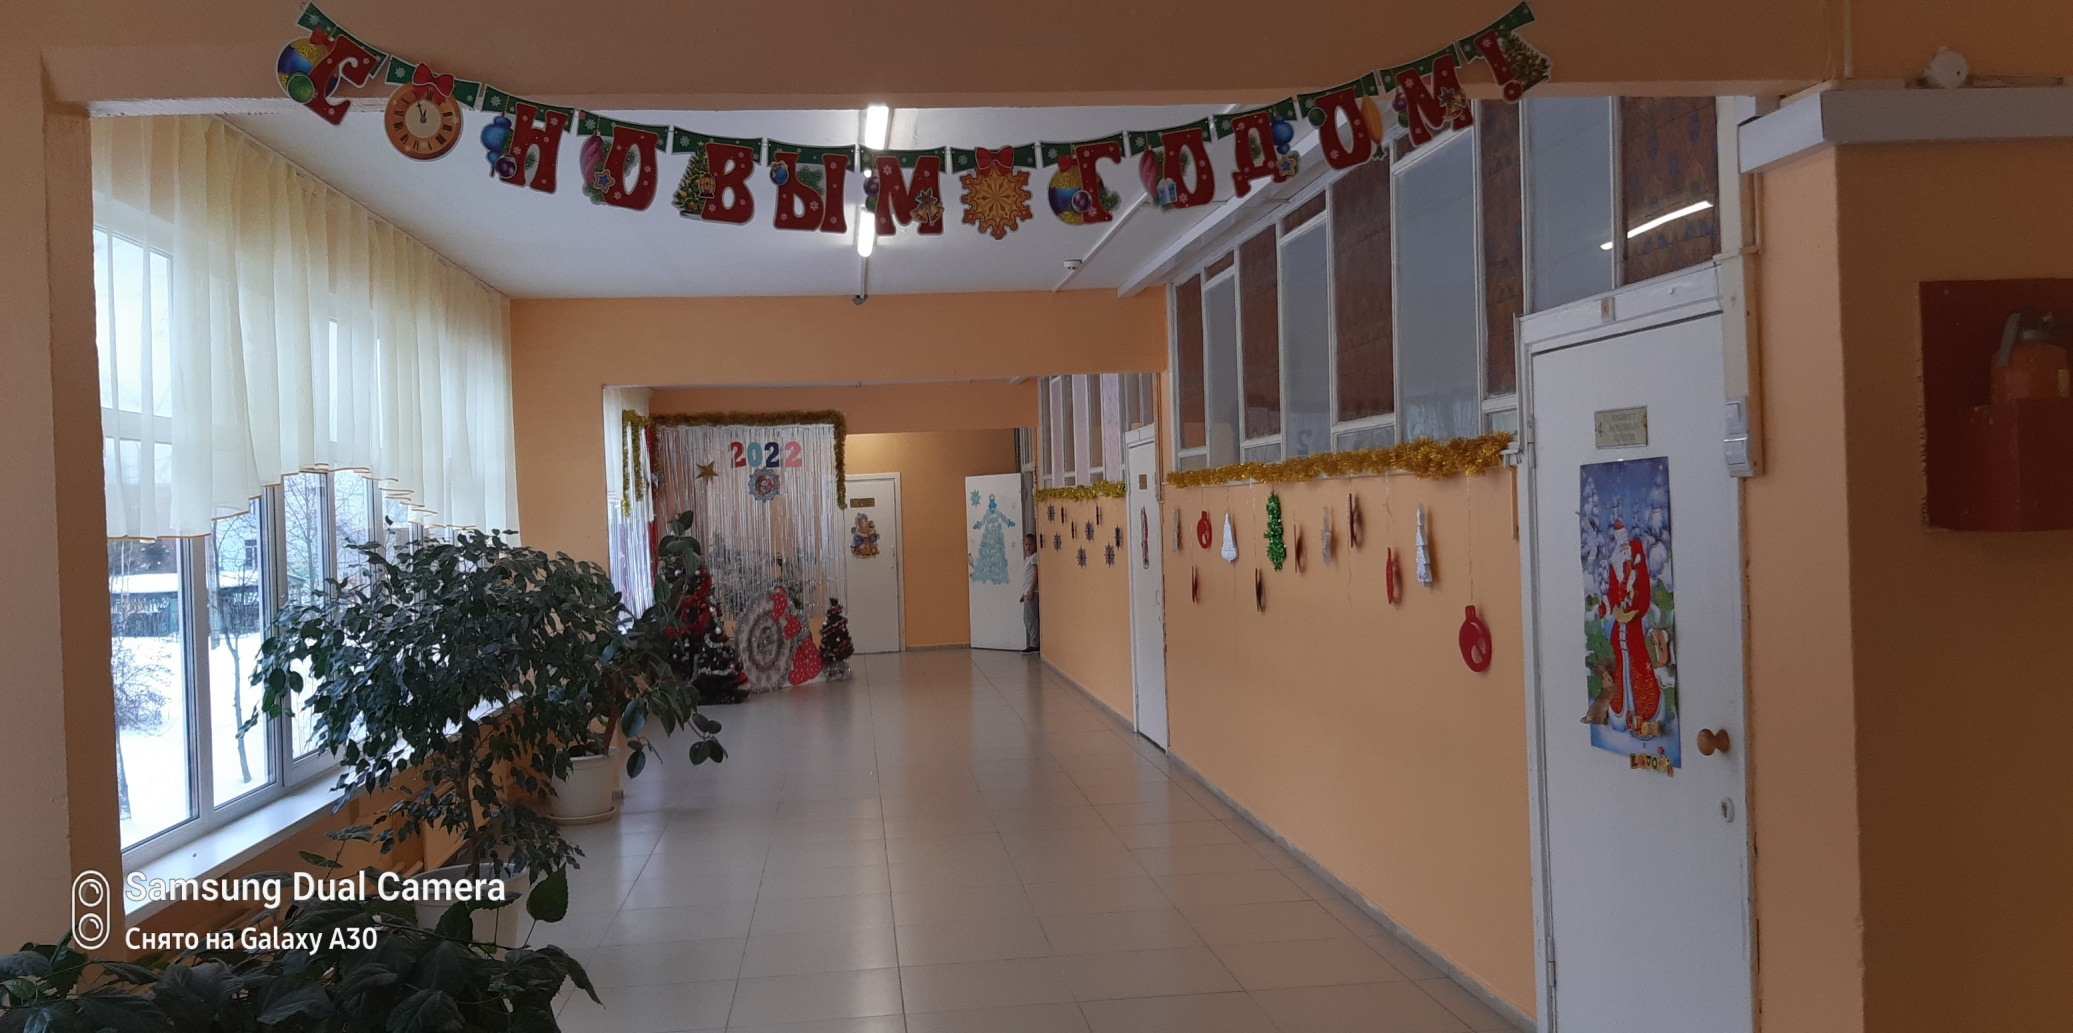 С НОВЫМ ГОДОМ!
2022
Samsung Dual Camera
Снято на Galaxy A30